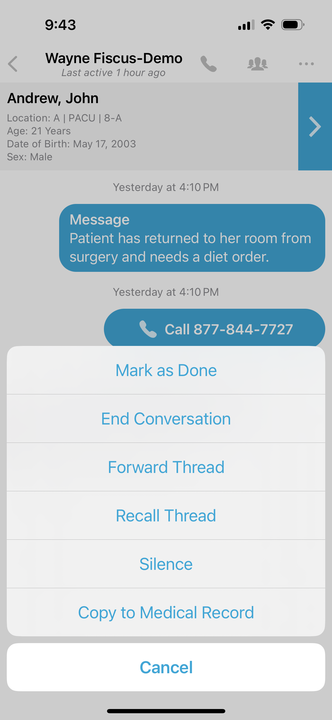 9:43
Wayne Fiscus-Demo
Last active 1 hour ago
Andrew, John
Location: A | PACU | 8-A
Age: 21 Years
Date of Birth: May 17, 2003
Sex: Male
Yesterday at 4:10 PM
Message
Patient has returned to her room from
surgery and needs a diet order.
Yesterday at 4:10 PM
Call 877-844-7727
Mark as Done
End Conversation
Forward Thread
Recall Thread
Silence
Copy to Medical Record
Cancel